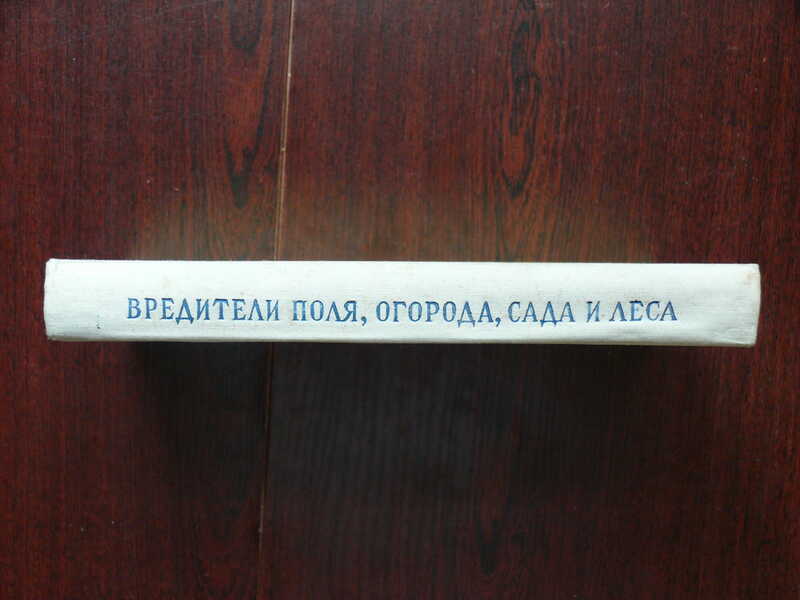 ВРЕДИТЕЛИ ПОЛЯ, ОГОРОДА, САДА И ЛЕСА